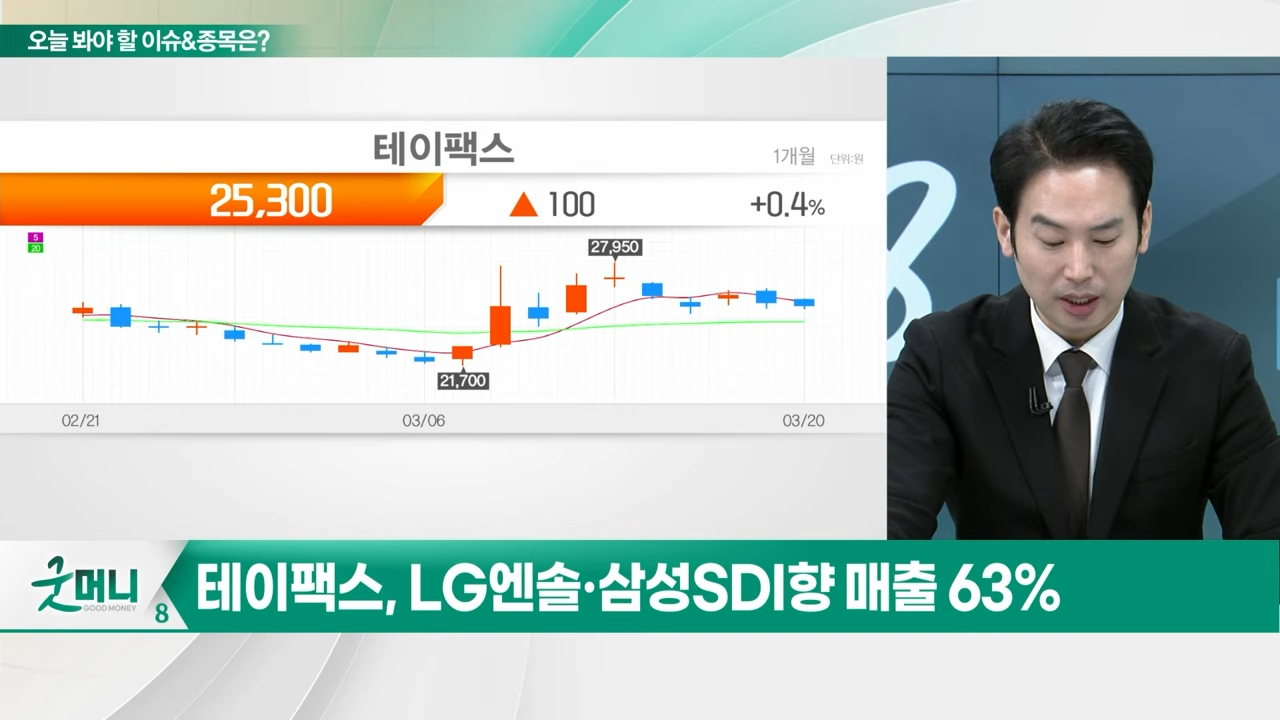 오늘 봐야 할 이슈&종목은?
테이팩스
1개월 단위:원
25,300 ▲ 100 +0.4%
5
20
27,950
21,700
02/21 03/06 03/20
굿머니
GOOD MONEY
8
테이팩스, LG엔솔·삼성SDI향 매출 63%